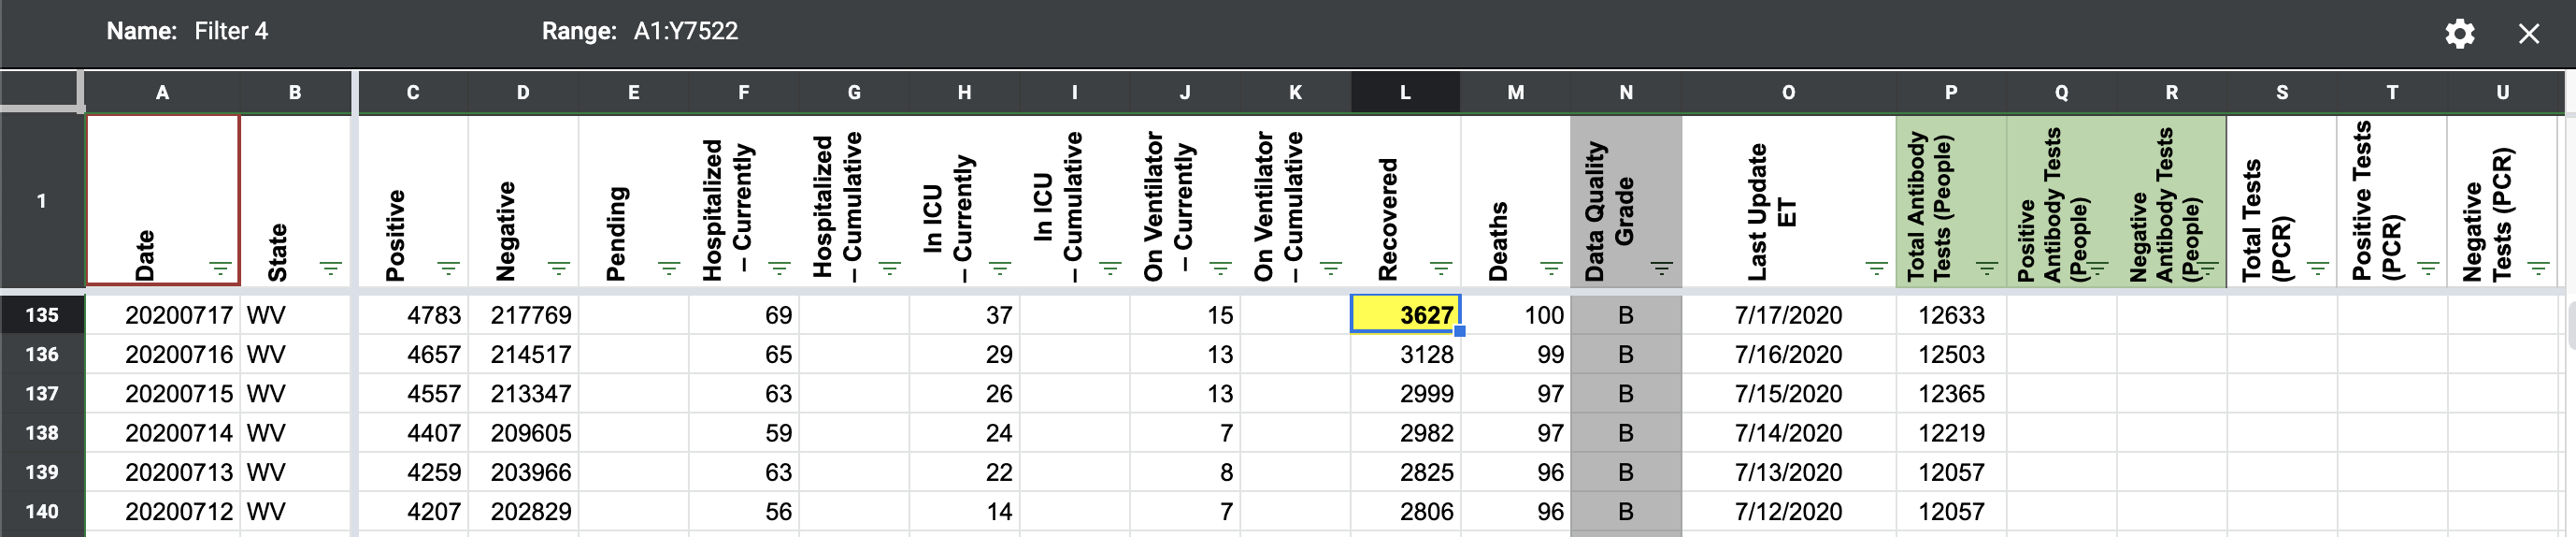 Name: Filter 4 Range: A1:Y7522
A B C D E F G H I J K L M N O P Q R S T U
1 Date State Positive Negative Pending Hospitalized – Currently Hospitalized – Cumulative In ICU – Currently In ICU – Cumulative On Ventilator – Currently On Ventilator – Cumulative Recovered Deaths Data Quality Grade Last Update ET Total Antibody Tests (People) Positive Antibody Tests (People) Negative Antibody Tests (People) Total Tests (PCR) Positive Tests (PCR) Negative Tests (PCR)
135 20200717 WV 4783 217769 69 37 15 3627 100 B 7/17/2020 12633
136 20200716 WV 4657 214517 65 29 13 3128 99 B 7/16/2020 12503
137 20200715 WV 4557 213347 63 26 13 2999 97 B 7/15/2020 12365
138 20200714 WV 4407 209605 59 24 7 2982 97 B 7/14/2020 12219
139 20200713 WV 4259 203966 63 22 8 2825 96 B 7/13/2020 12057
140 20200712 WV 4207 202829 56 14 7 2806 96 B 7/12/2020 12057